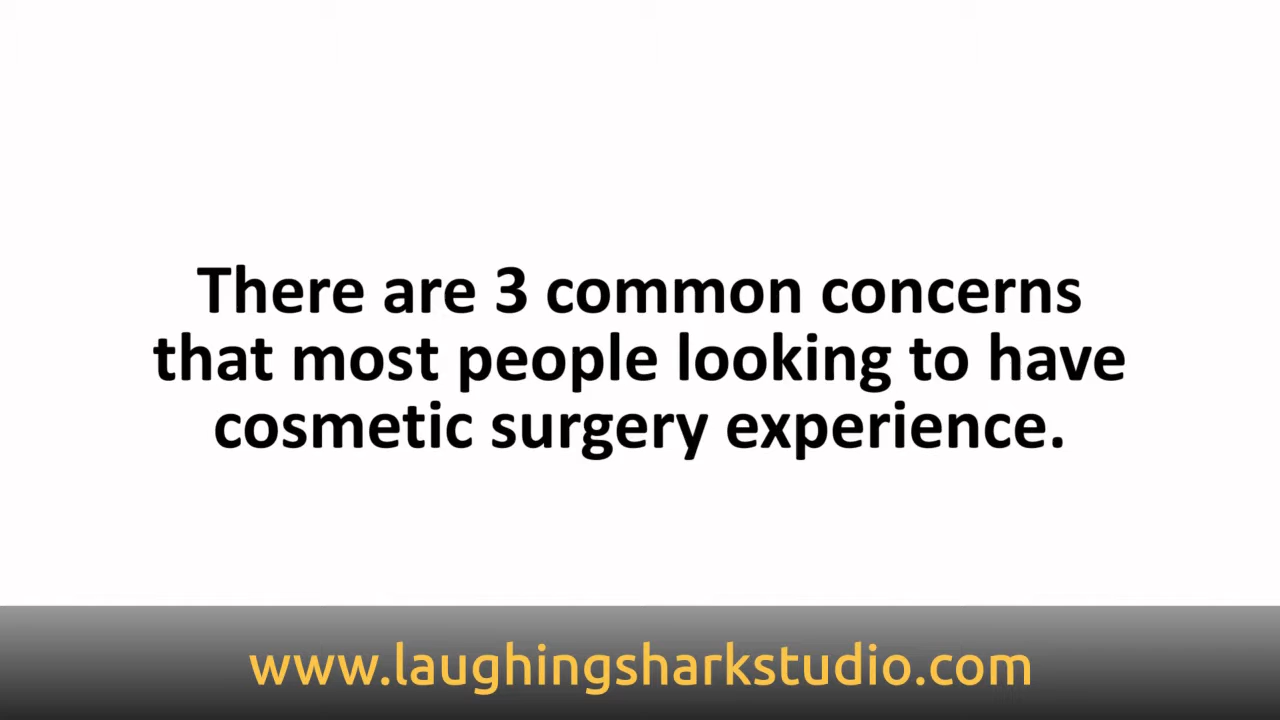 There are 3 common concerns
that most people looking to have
cosmetic surgery experience.
www.laughingsharkstudio.com